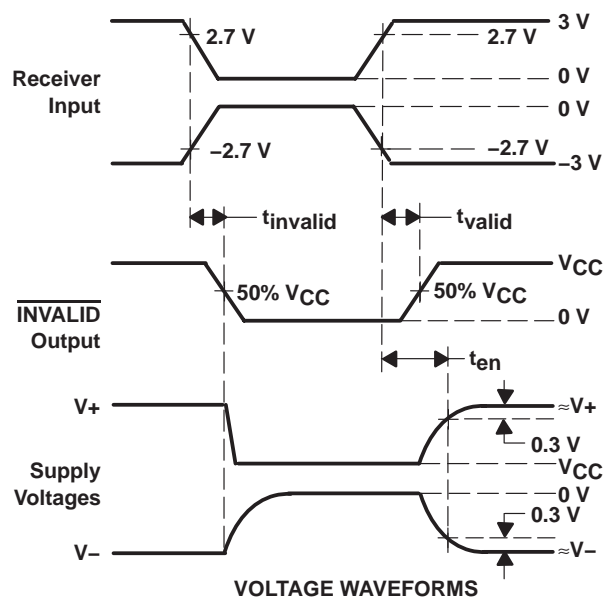 3 V
2.7 V
2.7 V
Receiver
Input
0 V
0 V
–2.7 V
–2.7 V
–3 V
tinvalid
tvalid
VCC
50% VCC
50% VCC
INVALID
Output
0 V
ten
V+
≈V+
0.3 V
Supply
Voltages
VCC
0 V
0.3 V
V–
≈V–
VOLTAGE WAVEFORMS